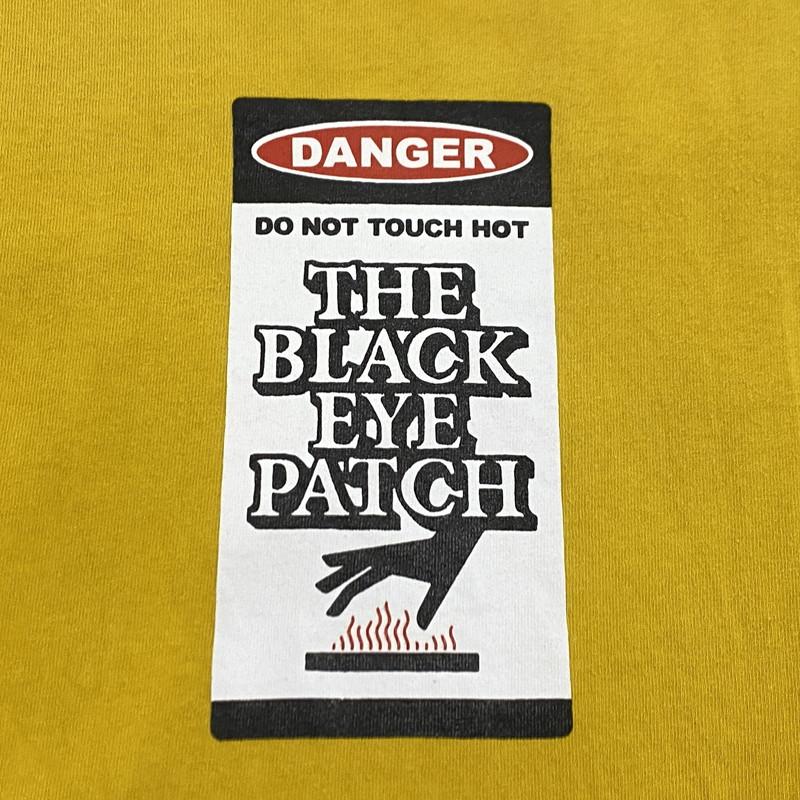 DANGER
DO NOT TOUCH HOT
THE
BLACK
EYE
PATCH